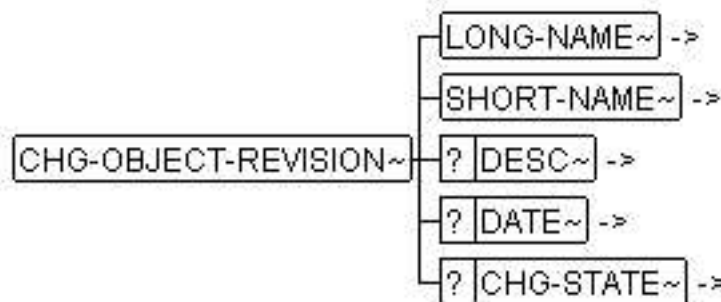 LONG-NAME~ ->
SHORT-NAME~ ->
CHG-OBJECT-REVISION~ ? DESC~ ->
? DATE~ ->
? CHG-STATE~ ->